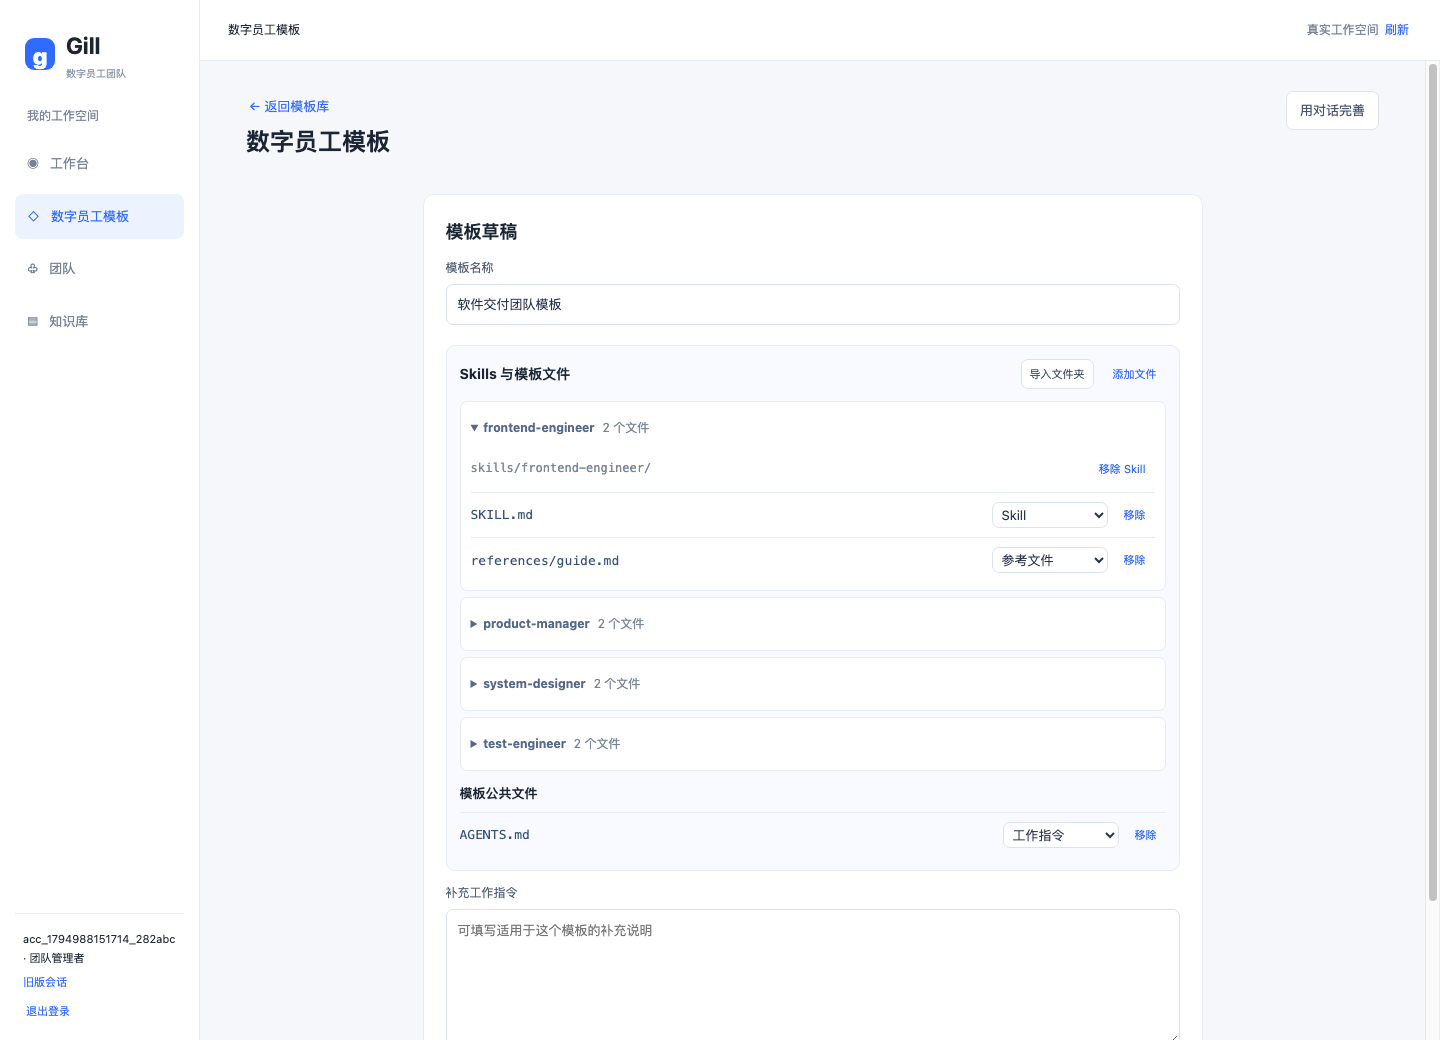 g
Gill
数字员工团队
我的工作空间
工作台
数字员工模板
团队
知识库
acc_1794988151714_282abc
· 团队管理者
旧版会话
退出登录
数字员工模板
真实工作空间 刷新
← 返回模板库
数字员工模板
用对话完善
模板草稿
模板名称
软件交付团队模板
Skills 与模板文件
导入文件夹
添加文件
frontend-engineer 2 个文件
skills/frontend-engineer/
移除 Skill
SKILL.md
Skill
移除
references/guide.md
参考文件
移除
product-manager 2 个文件
system-designer 2 个文件
test-engineer 2 个文件
模板公共文件
AGENTS.md
工作指令
移除
补充工作指令
可填写适用于这个模板的补充说明